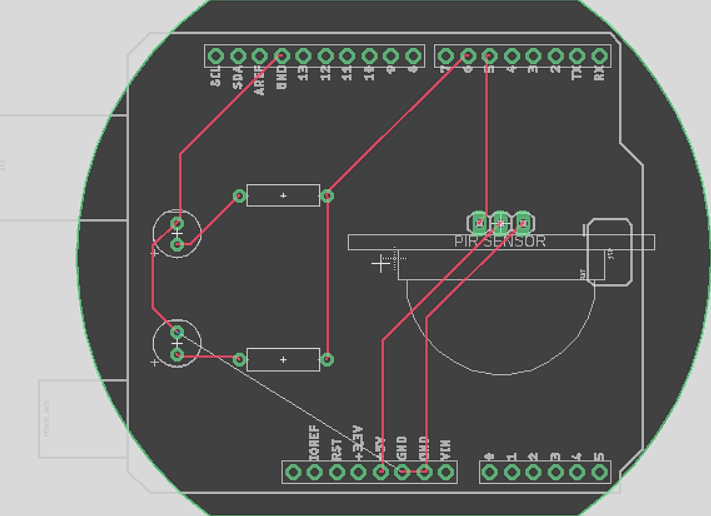 SCL SDA AREF GND 13 12 11 10 9 8 7 6 5 4 3 2 TX RX
PIR SENSOR
IOREF RST +3.3V +5V GND GND VIN 0 1 2 3 4 5